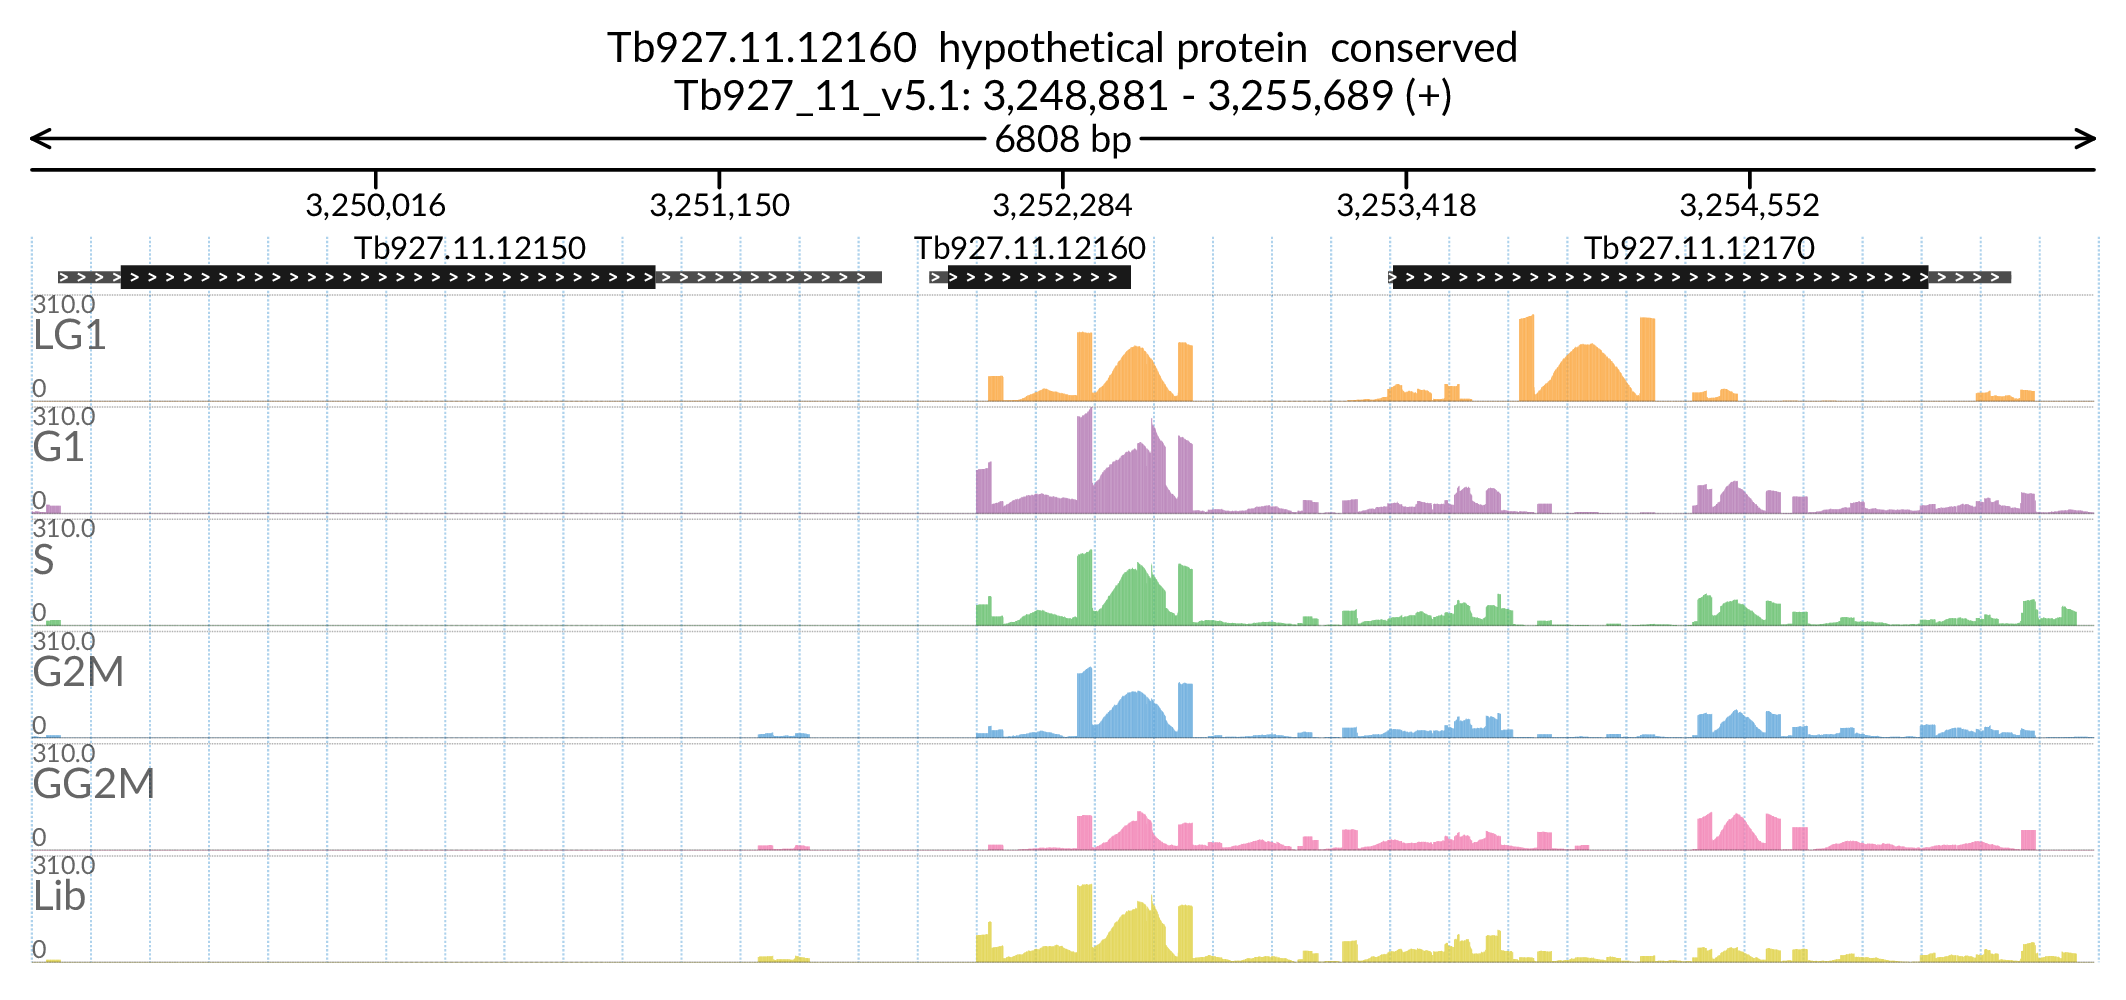 Tb927.11.12160 hypothetical protein conserved
Tb927_11_v5.1: 3,248,881 - 3,255,689 (+)
6808 bp
3,250,016 3,251,150 3,252,284 3,253,418 3,254,552
Tb927.11.12150 Tb927.11.12160 Tb927.11.12170
310.0
LG1
0
310.0
G1
0
310.0
S
0
310.0
G2M
0
310.0
GG2M
0
310.0
Lib
0